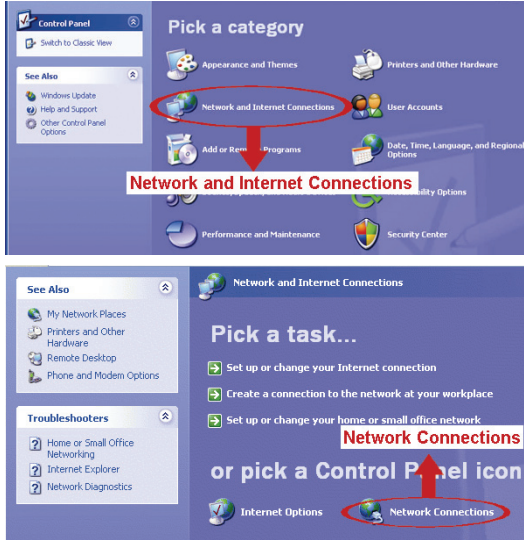 Control Panel
Switch to Classic View
See Also
Windows Update
Help and Support
Other Control Panel
Options
Pick a category
Appearance and Themes
Printers and Other Hardware
Network and Internet Connections
User Accounts
Add or Remove Programs
Date, Time, Language, and Regional
Options
Network and Internet Connections
Options
Performance and Maintenance
Security Center
See Also
My Network Places
Printers and Other
Hardware
Remote Desktop
Phone and Modem Options
Troubleshooters
Home or Small Office
Networking
Internet Explorer
Network Diagnostics
Network and Internet Connections
Pick a task...
Set up or change your Internet connection
Create a connection to the network at your workplace
Set up or change your home or small office network
Network Connections
or pick a Control Panel icon
Internet Options
Network Connections